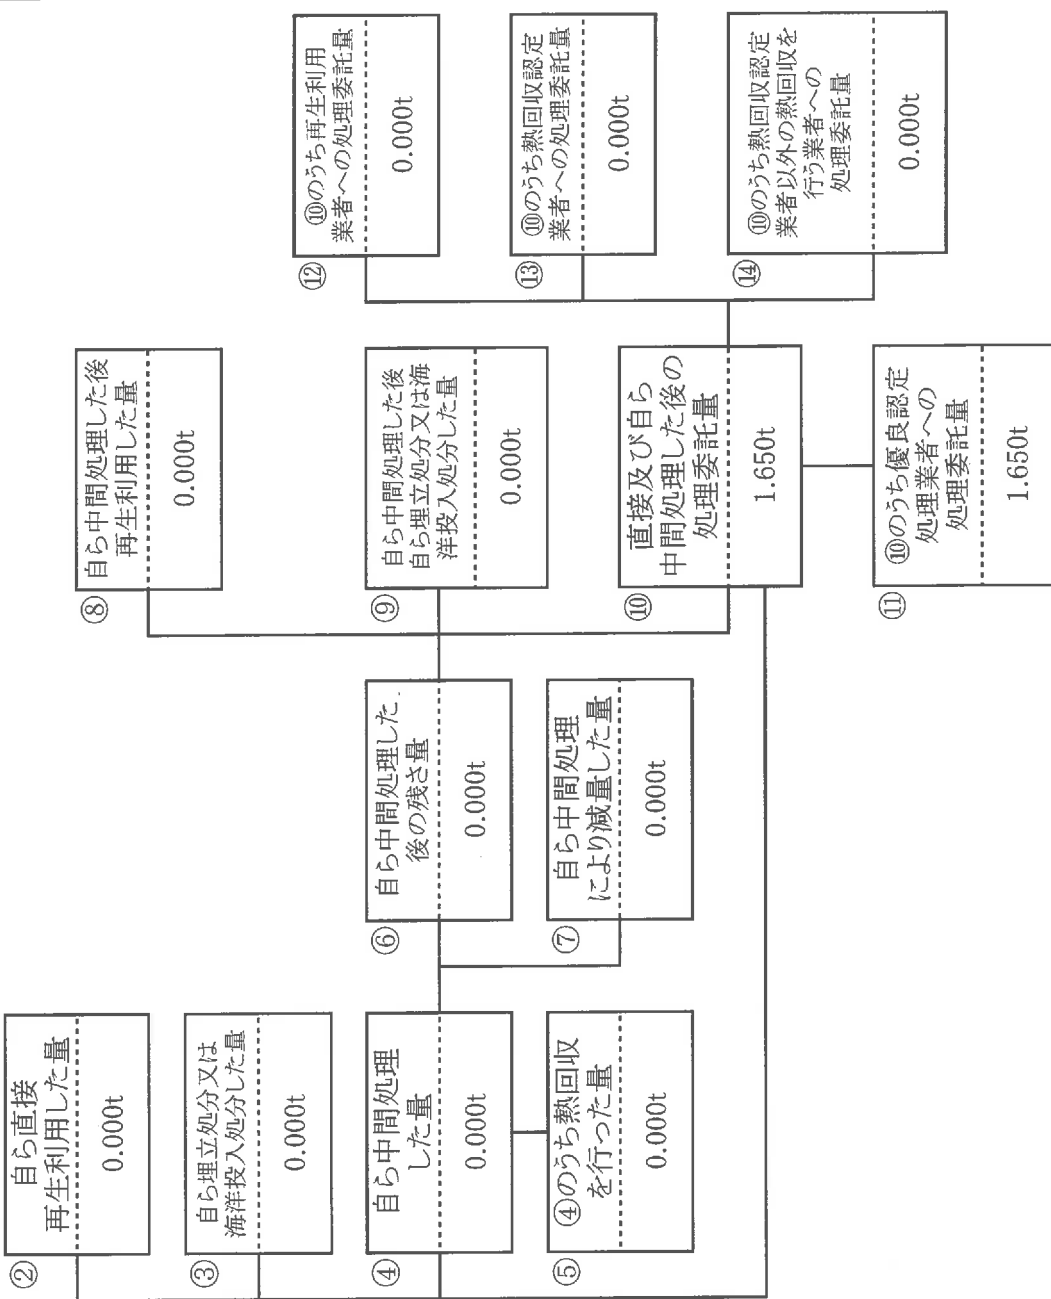 ②
自ら直接
再生利用した量
0.000t
③
自ら埋立処分又は
海洋投入処分した量
0.000t
④
自ら中間処理
した量
0.000t
⑤
④のうち熱回収
を行った量
0.000t
⑥
自ら中間処理した
後の残さ量
0.000t
⑦
自ら中間処理
により減量した量
0.000t
⑧
自ら中間処理した後
再生利用した量
0.000t
⑨
自ら中間処理した後
自ら埋立処分又は海
洋投入処分した量
0.000t
⑩
直接及び自ら
中間処理した後の
処理委託量
1.650t
⑪
⑩のうち優良認定
処理業者への
処理委託量
1.650t
⑫
⑩のうち再生利用
業者への処理委託量
0.000t
⑬
⑩のうち熱回収認定
業者への処理委託量
0.000t
⑭
⑩のうち熱回収認定
業者以外の熱回収を
行う業者への
処理委託量
0.000t